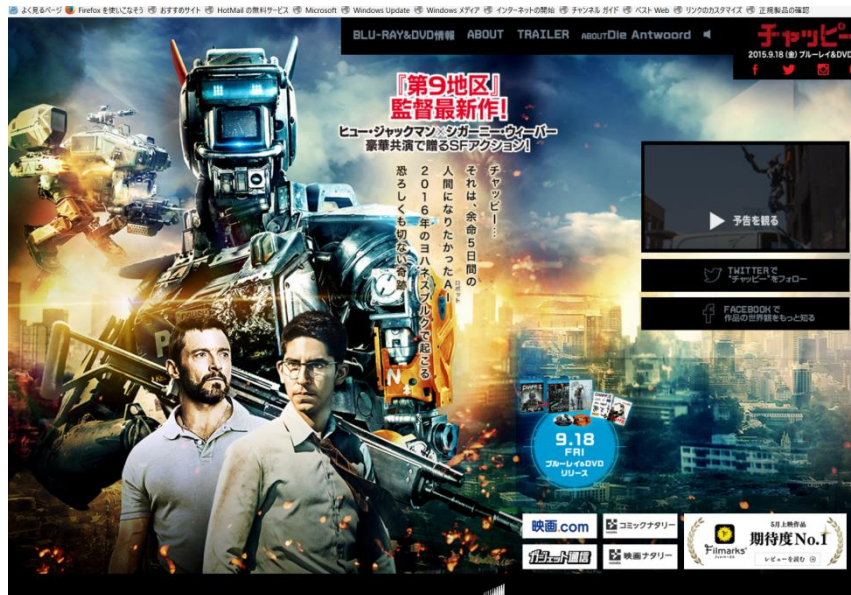 よく見るページ Firefox を使いこなそう おすすめサイト HotMail の無料サービス Microsoft Windows Update Windows メディア インターネットの開始 チャンネル ガイド ベスト Web リンクのカスタマイズ 正規製品の確認
BLU-RAY&DVD情報 ABOUT TRAILER ABOUTDie Antwoord
チャッピー
2015.9.18 (金) ブルーレイ&DVD
『第9地区』
監督最新作!
ヒュー・ジャックマン×シガーニー・ウィーバー
豪華共演で贈るSFアクション!
チャッピー…
それは、余命5日間の
人間になりたかったAI
ロボット
2016年のヨハネスブルグで起こる
恐ろしくも切ない奇跡
予告を観る
TWITTERで
"チャッピー"をフォロー
FACEBOOKで
作品の世界観をもっと知る
N
9.18
FRI
ブルーレイ&DVD
リリース
映画.com
コミックナタリー
ガジェット通信
映画ナタリー
Filmarks
5月上映作品
期待度No.1
レビューを読む